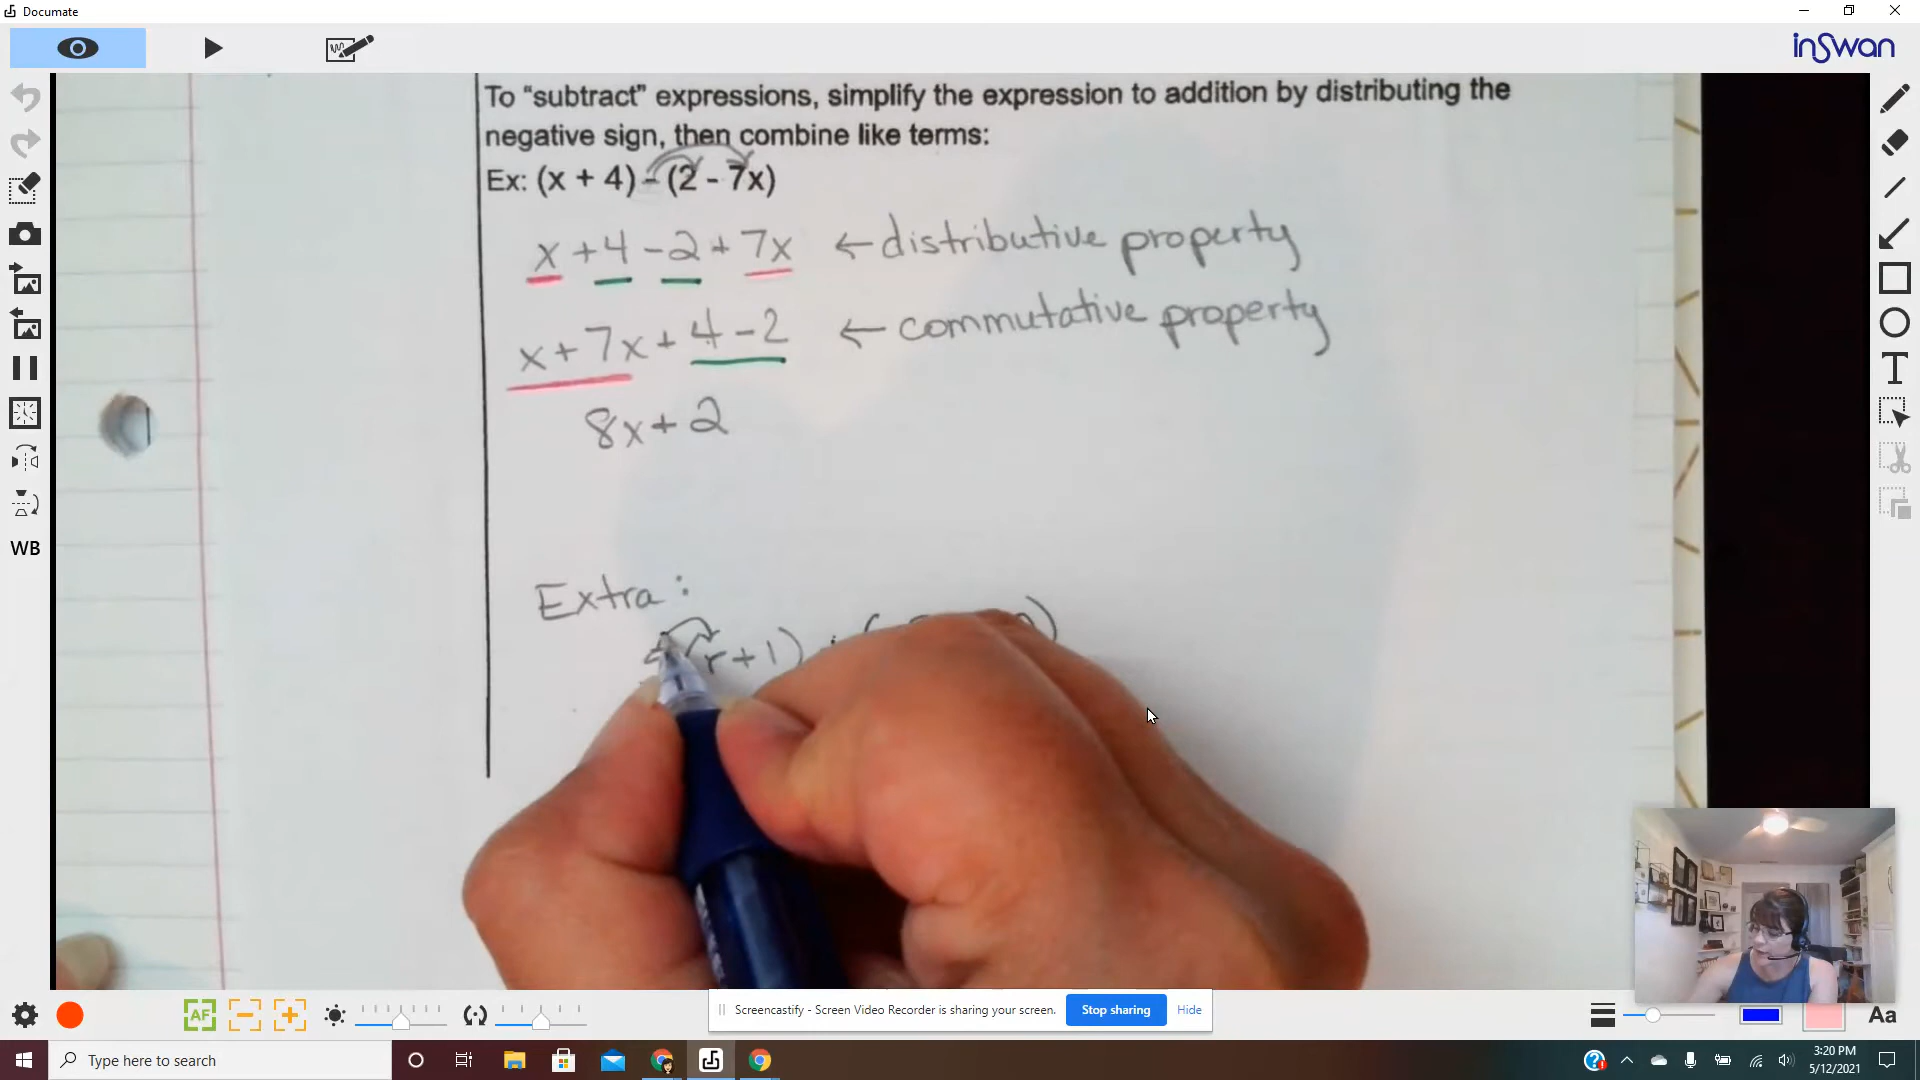 Documate
inSwan
To “subtract” expressions, simplify the expression to addition by distributing the
negative sign, then combine like terms:
Ex: (x + 4) - (2 - 7x)
x + 4 - 2 + 7x ← distributive property
x + 7x + 4 - 2 ← commutative property
8x + 2
Extra:
(r + 1)
WB
AF
Screencastify - Screen Video Recorder is sharing your screen.
Stop sharing
Hide
Aa
Type here to search
3:20 PM
5/12/2021